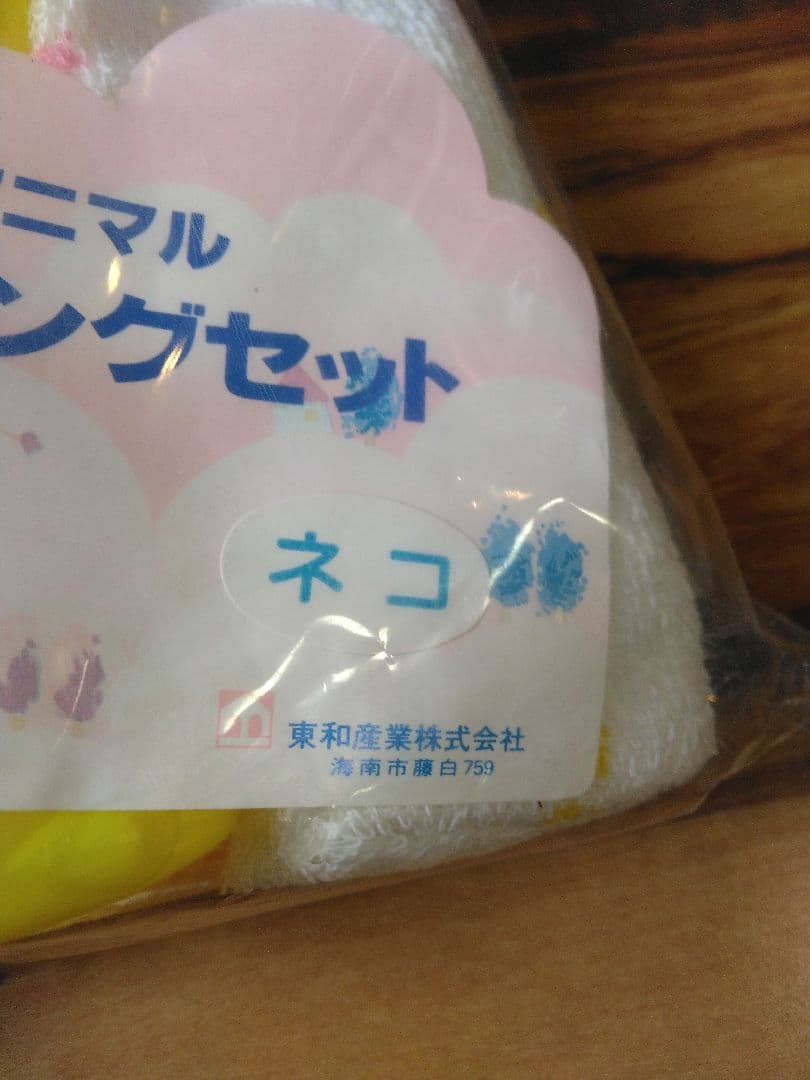 ニマル
ングセット
ネコ
東和産業株式会社
海南市藤白759